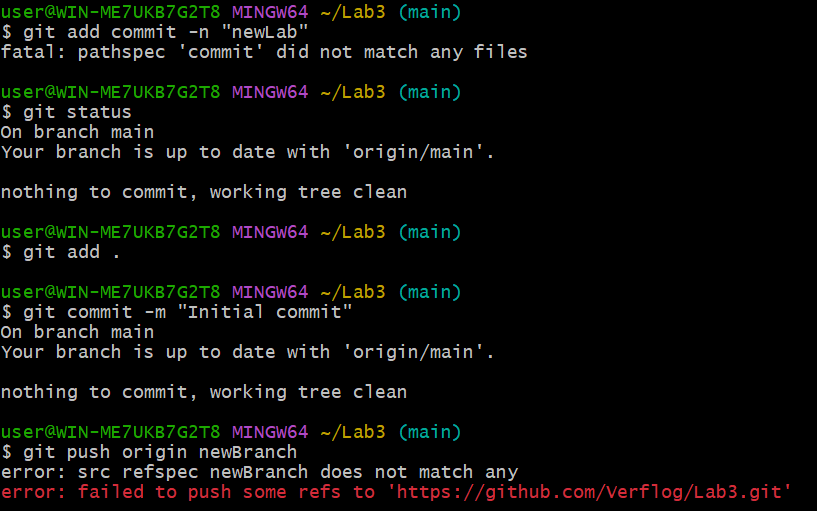 user@WIN-ME7UKB7G2T8 MINGW64 ~/Lab3 (main)
$ git add commit -n "newLab"
fatal: pathspec 'commit' did not match any files
user@WIN-ME7UKB7G2T8 MINGW64 ~/Lab3 (main)
$ git status
On branch main
Your branch is up to date with 'origin/main'.
nothing to commit, working tree clean
user@WIN-ME7UKB7G2T8 MINGW64 ~/Lab3 (main)
$ git add .
user@WIN-ME7UKB7G2T8 MINGW64 ~/Lab3 (main)
$ git commit -m "Initial commit"
On branch main
Your branch is up to date with 'origin/main'.
nothing to commit, working tree clean
user@WIN-ME7UKB7G2T8 MINGW64 ~/Lab3 (main)
$ git push origin newBranch
error: src refspec newBranch does not match any
error: failed to push some refs to 'https://github.com/Verflog/Lab3.git'